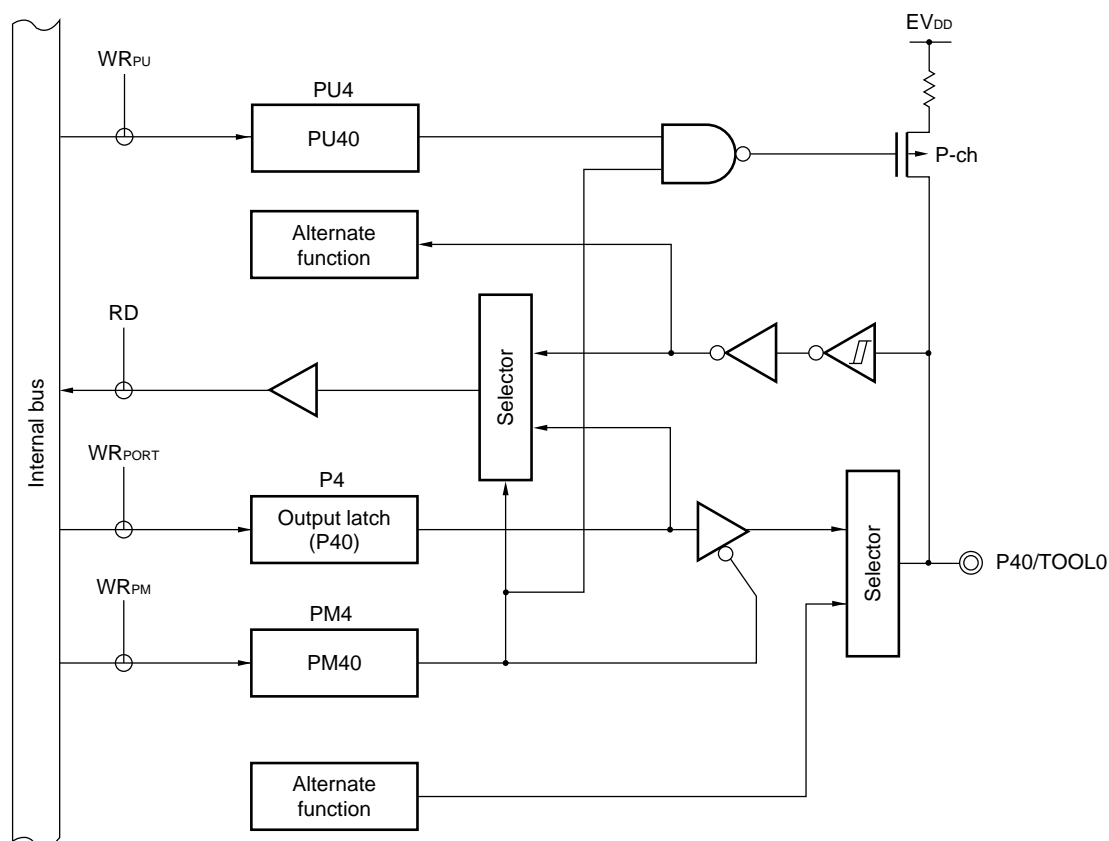 EVDD
WRPU
PU4
PU40
P-ch
Alternate
function
RD
Selector
Internal bus
WRPORT
P4
Output latch
(P40)
Selector
P40/TOOL0
WRPM
PM4
PM40
Alternate
function